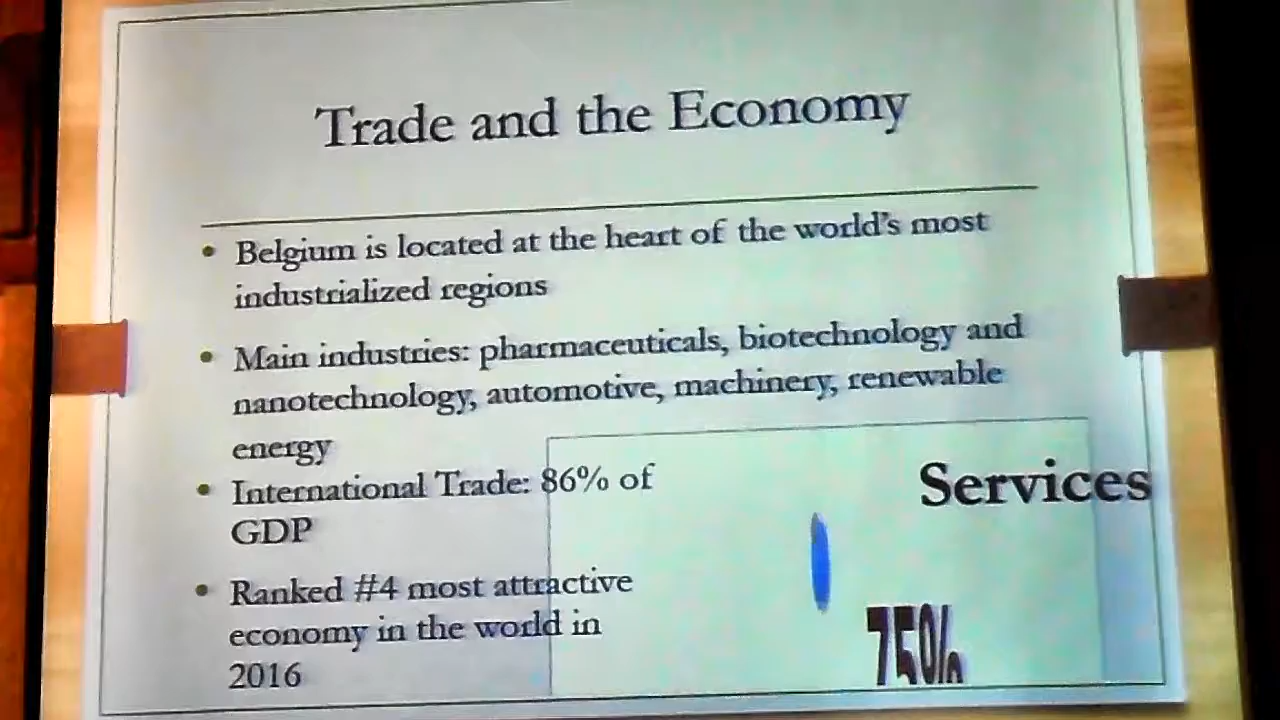 Trade and the Economy
• Belgium is located at the heart of the world's most
industrialized regions
• Main industries: pharmaceuticals, biotechnology and
nanotechnology, automotive, machinery, renewable
energy
• International Trade: 86% of
GDP
• Ranked #4 most attractive
economy in the world in
2016
Services
75%